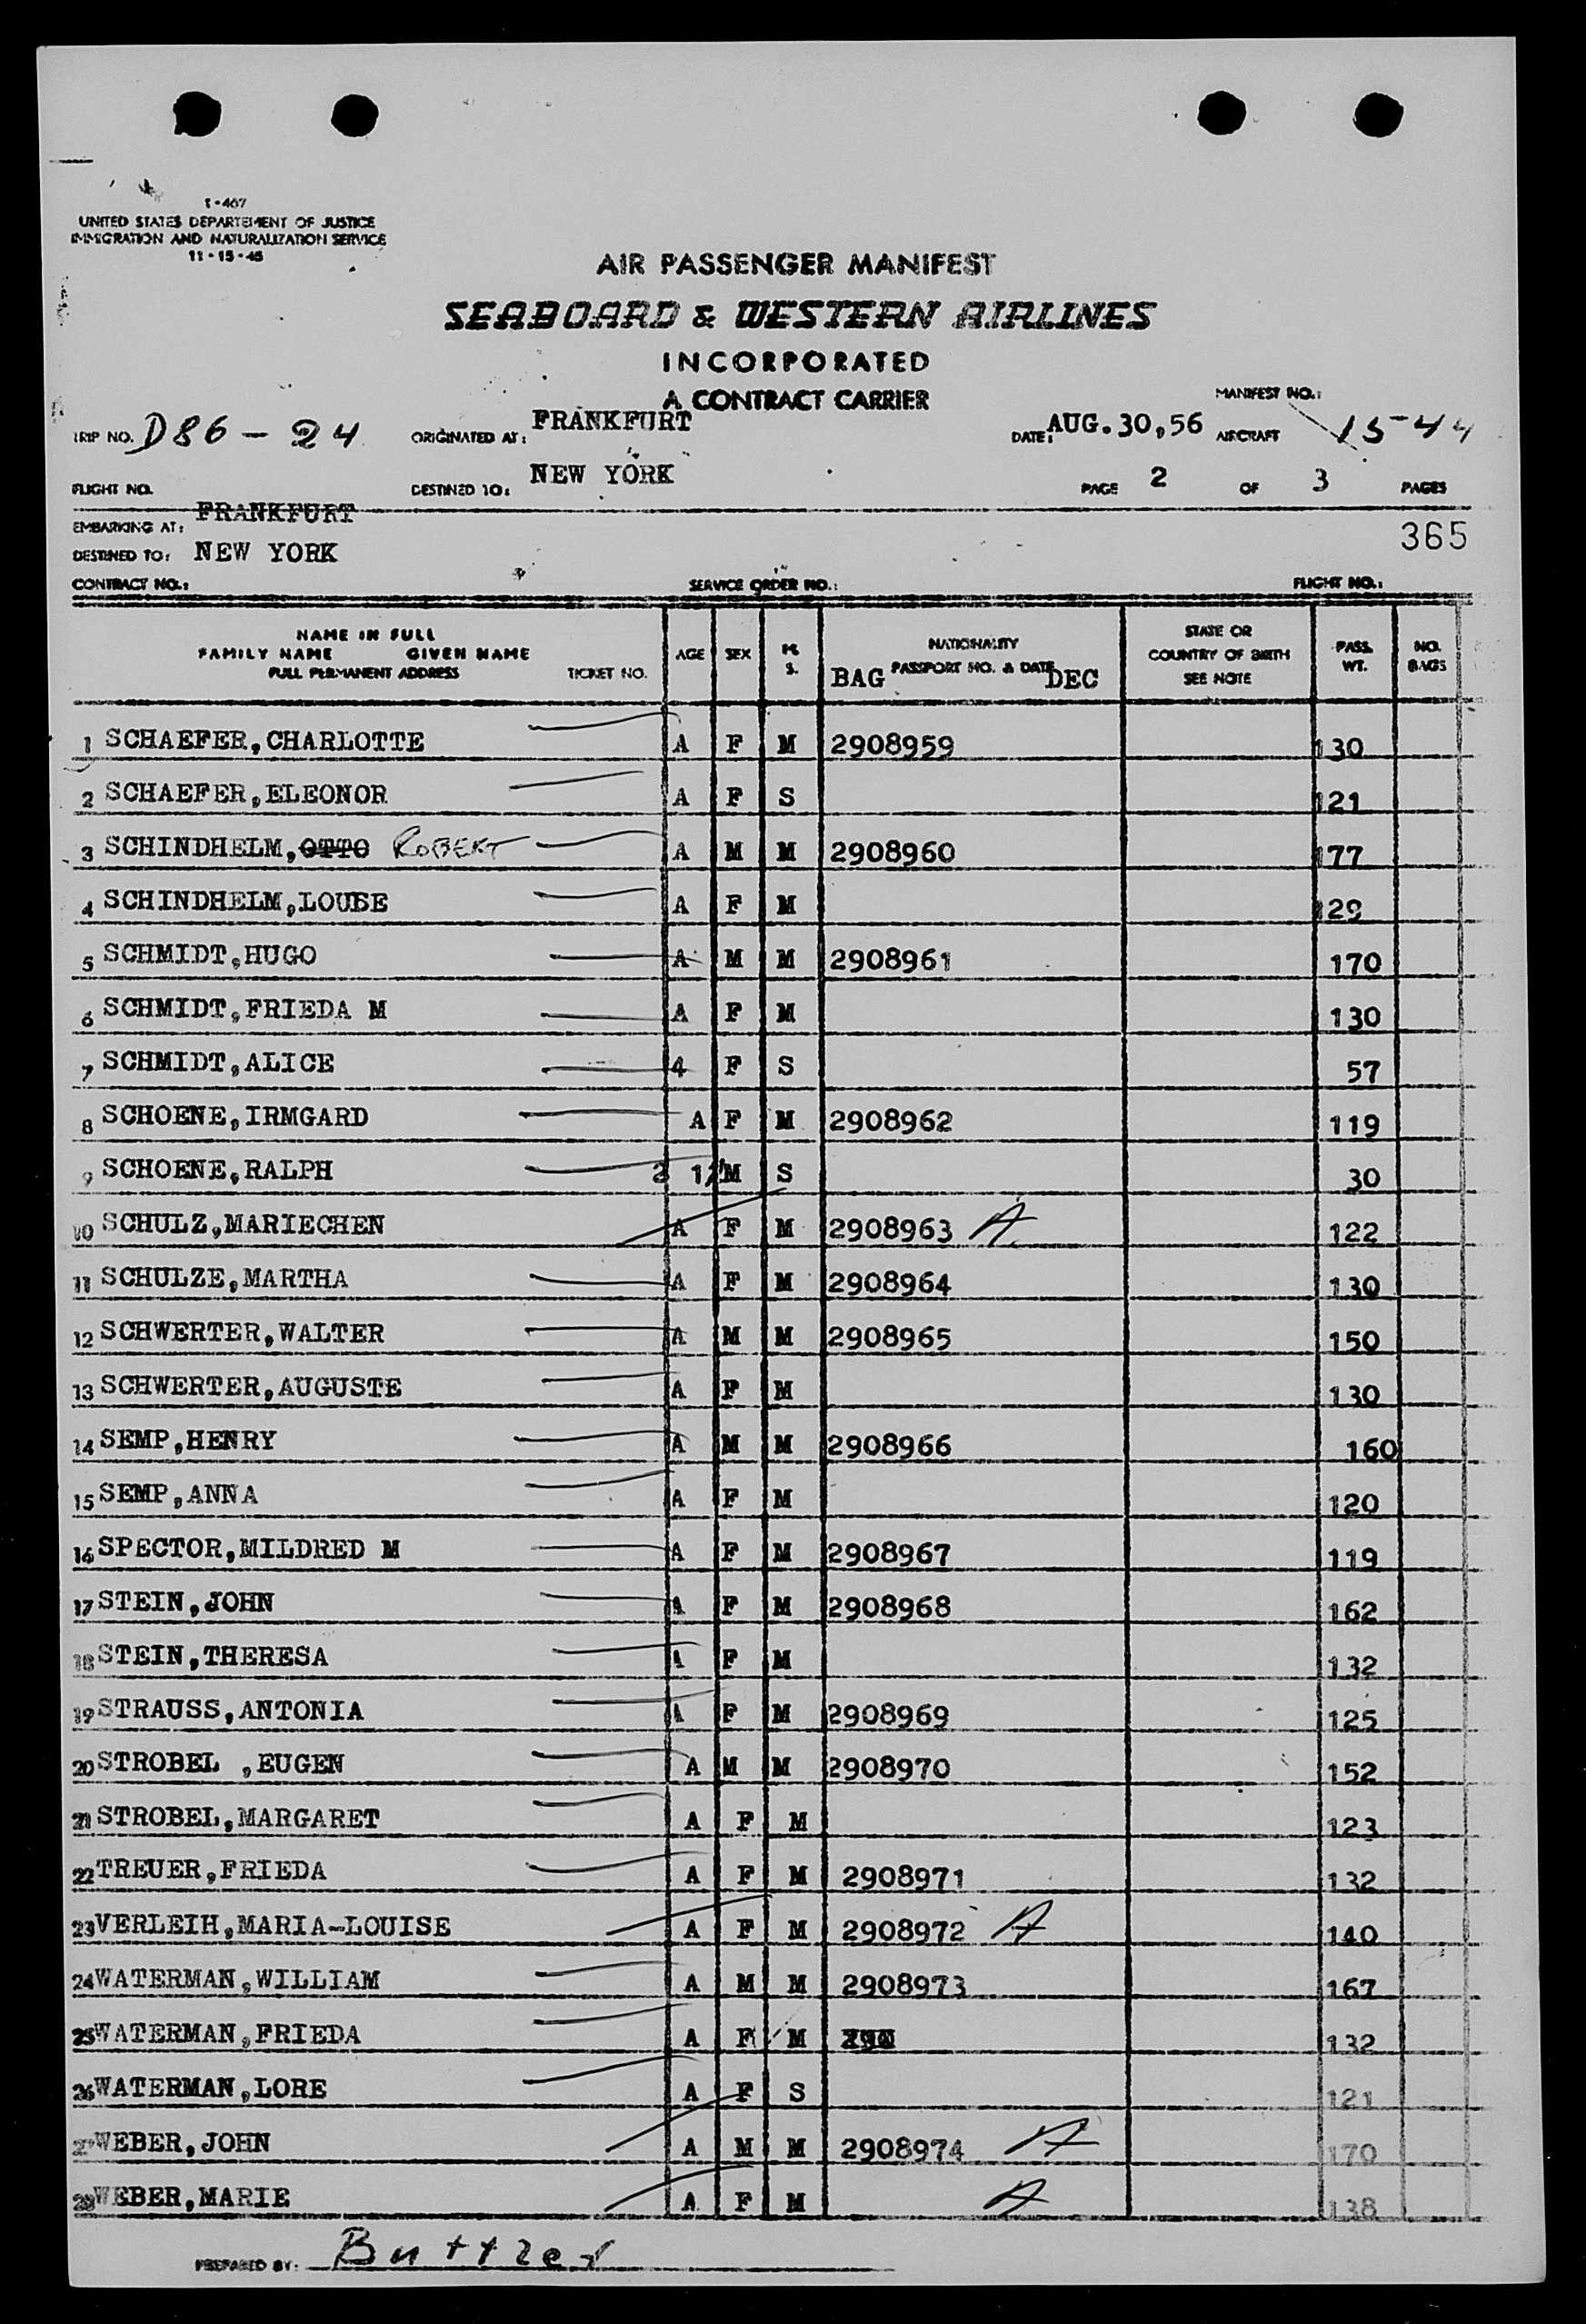 I-467
UNITED STATES DEPARTEMENT OF JUSTICE
IMMIGRATION AND NATURALIZATION SERVICE
11-15-45
AIR PASSENGER MANIFEST
SEABOARD & WESTERN AIRLINES
INCORPORATED
A CONTRACT CARRIER
MANIFEST NO.:
TRIP NO. D86-24 ORIGINATED AT: FRANKFURT DATE: AUG.30,56 AIRCRAFT 15-44
FLIGHT NO. DESTINED TO: NEW YORK PAGE 2 OF 3 PAGES
EMBARKING AT: FRANKFURT
365
DESTINED TO: NEW YORK
CONTRACT NO.: SERVICE ORDER NO.: FLIGHT NO.:
NAME IN FULL
FAMILY NAME GIVEN NAME
FULL PERMANENT ADDRESS TICKET NO. AGE SEX M. S. NATIONALITY BAG PASSPORT NO. & DATE DEC STATE OR COUNTRY OF BIRTH SEE NOTE PASS. WT. NO. BAGS
1 SCHAEFER,CHARLOTTE A F M 2908959 130
2 SCHAEFER,ELEONOR A F S 121
3 SCHINDHELM,OTTO ROBERT A M M 2908960 177
4 SCHINDHELM,LOUISE A F M 129
5 SCHMIDT,HUGO A M M 2908961 170
6 SCHMIDT,FRIEDA M A F M 130
7 SCHMIDT,ALICE 4 F S 57
8 SCHOENE,IRMGARD A F M 2908962 119
9 SCHOENE,RALPH M S 30
10 SCHULZ,MARIECHEN A F M 2908963 A 122
11 SCHULZE,MARTHA A F M 2908964 130
12 SCHWERTER,WALTER A M M 2908965 150
13 SCHWERTER,AUGUSTE A F M 130
14 SEMP,HENRY A M M 2908966 160
15 SEMP,ANNA A F M 120
16 SPECTOR,MILDRED M A F M 2908967 119
17 STEIN,JOHN A F M 2908968 162
18 STEIN,THERESA A F M 132
19 STRAUSS,ANTONIA A F M 2908969 125
20 STROBEL ,EUGEN A M M 2908970 152
21 STROBEL,MARGARET A F M 123
22 TREUER,FRIEDA A F M 2908971 132
23 VERLEIH,MARIA-LOUISE A F M 2908972 A 140
24 WATERMAN,WILLIAM A M M 2908973 167
25 WATERMAN,FRIEDA A F M 132
26 WATERMAN,LORE A F S 121
27 WEBER,JOHN A M M 2908974 A 170
28 WEBER,MARIE A F M A 138
PREPARED BY: Buttler